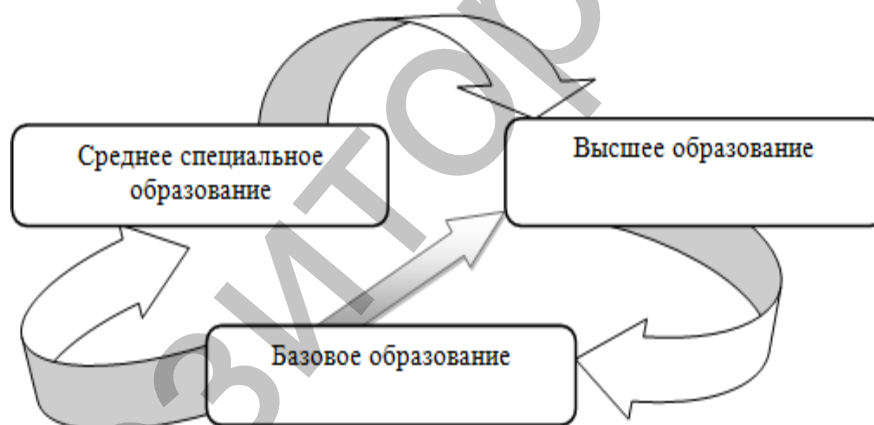 Среднее специальное
образование
Высшее образование
Базовое образование